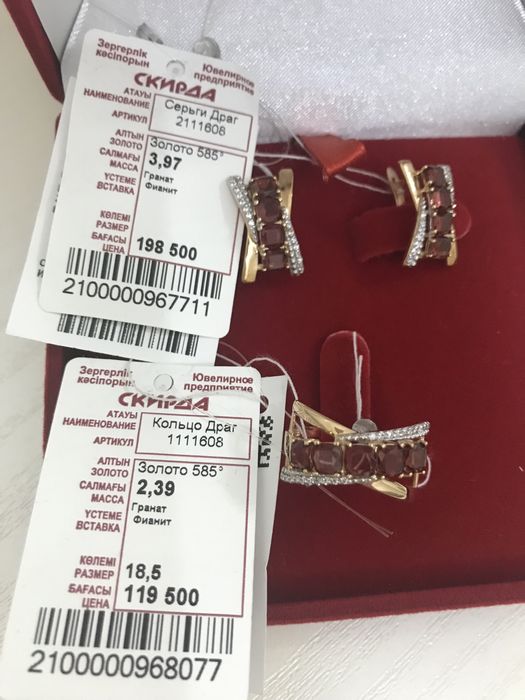 Зергерлік
кәсіпорын
Ювелирное
предприятие
СКИРДА
АТАУЫ
НАИМЕНОВАНИЕ
АРТИКУЛ
Серьги Драг
2111608
АЛТЫН
ЗОЛОТО
Золото 585°
САЛМАҒЫ
МАССА
3,97
ҮСТЕМЕ
ВСТАВКА
Гранат
Фианит
КӨЛЕМІ
РАЗМЕР
БАҒАСЫ
ЦЕНА
198 500
2100000967711
Зергерлік
кәсіпорын
Ювелирное
предприятие
СКИРДА
АТАУЫ
НАИМЕНОВАНИЕ
АРТИКУЛ
Кольцо Драг
1111608
АЛТЫН
ЗОЛОТО
Золото 585°
САЛМАҒЫ
МАССА
2,39
ҮСТЕМЕ
ВСТАВКА
Гранат
Фианит
КӨЛЕМІ
РАЗМЕР
18,5
БАҒАСЫ
ЦЕНА
119 500
2100000968077